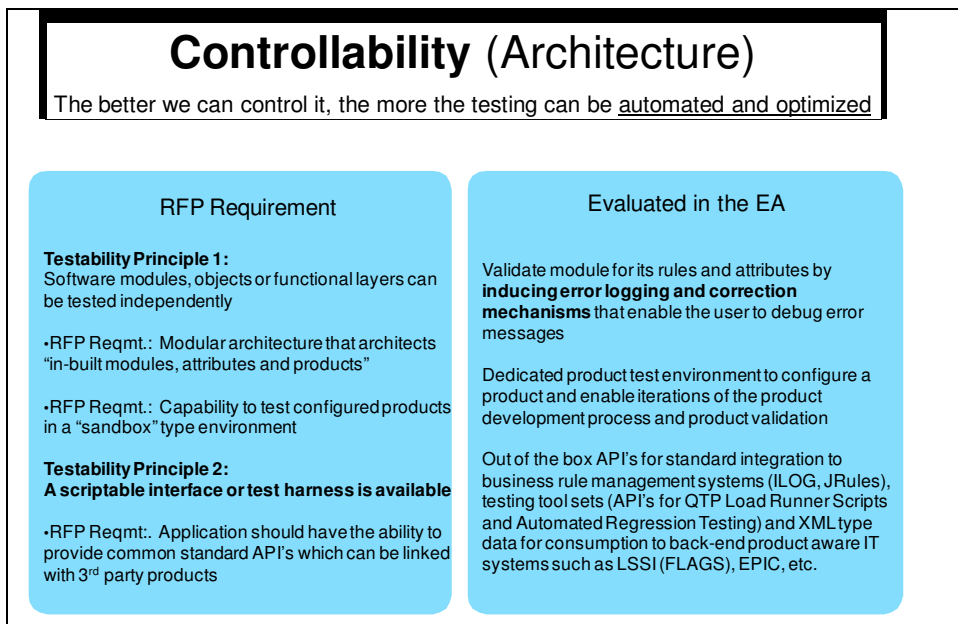 Controllability (Architecture)
The better we can control it, the more the testing can be automated and optimized
RFP Requirement
Testability Principle 1:
Software modules, objects or functional layers can
be tested independently
•RFP Reqmt.: Modular architecture that architects
“in-built modules, attributes and products”
•RFP Reqmt.: Capability to test configured products
in a “sandbox” type environment
Testability Principle 2:
A scriptable interface or test harness is available
•RFP Reqmt:. Application should have the ability to
provide common standard API’s which can be linked
with 3rd party products
Evaluated in the EA
Validate module for its rules and attributes by
inducing error logging and correction
mechanisms that enable the user to debug error
messages
Dedicated product test environment to configure a
product and enable iterations of the product
development process and product validation
Out of the box API’s for standard integration to
business rule management systems (ILOG, JRules),
testing tool sets (API’s for QTP Load Runner Scripts
and Automated Regression Testing) and XML type
data for consumption to back-end product aware IT
systems such as LSSI (FLAGS), EPIC, etc.